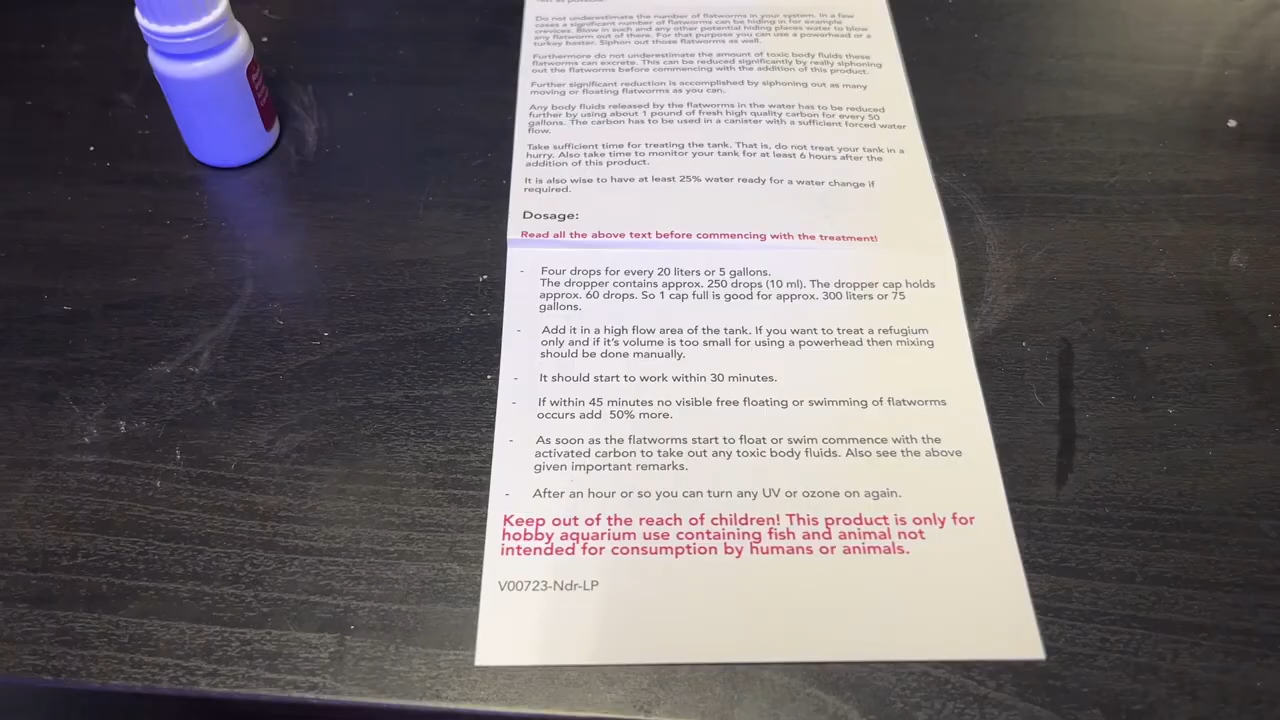 Do not underestimate the number of flatworms in your system. In a few
cases a significant number of flatworms can be hiding in for example
crevices. Blow in such and any other potential hiding places water to blow
any flatworm out of there. For that purpose you can use a powerhead or a
turkey baster. Siphon out those flatworms as well.
Furthermore do not underestimate the amount of toxic body fluids these
flatworms can excrete. This can be reduced significantly by really siphoning
out the flatworms before commencing with the addition of this product.
Further significant reduction is accomplished by siphoning out as many
moving or floating flatworms as you can.
Any body fluids released by the flatworms in the water has to be reduced
further by using about 1 pound of fresh high quality carbon for every 50
gallons. The carbon has to be used in a canister with a sufficient forced water
flow.
Take sufficient time for treating the tank. That is, do not treat your tank in a
hurry. Also take time to monitor your tank for at least 6 hours after the
addition of this product.
It is also wise to have at least 25% water ready for a water change if
required.
Dosage:
Read all the above text before commencing with the treatment!
- Four drops for every 20 liters or 5 gallons.
The dropper contains approx. 250 drops (10 ml). The dropper cap holds
approx. 60 drops. So 1 cap full is good for approx. 300 liters or 75
gallons.
- Add it in a high flow area of the tank. If you want to treat a refugium
only and if it's volume is too small for using a powerhead then mixing
should be done manually.
- It should start to work within 30 minutes.
- If within 45 minutes no visible free floating or swimming of flatworms
occurs add 50% more.
- As soon as the flatworms start to float or swim commence with the
activated carbon to take out any toxic body fluids. Also see the above
given important remarks.
- After an hour or so you can turn any UV or ozone on again.
Keep out of the reach of children! This product is only for
hobby aquarium use containing fish and animal not
intended for consumption by humans or animals.
V00723-Ndr-LP